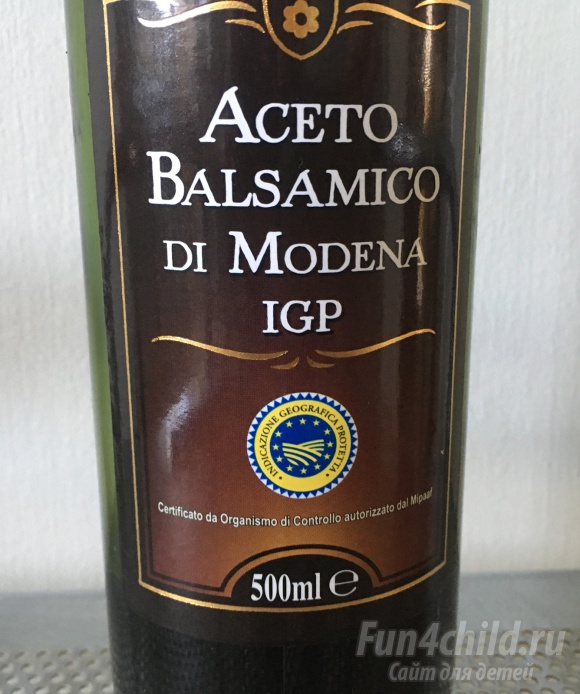 ACETO
BALSAMICO
DI MODENA
IGP
INDICAZIONE GEOGRAFICA PROTETTA
Certificato da Organismo di Controllo autorizzato dal Mipaaf
500ml ℮
Fun4child.ru
Сайт для детей